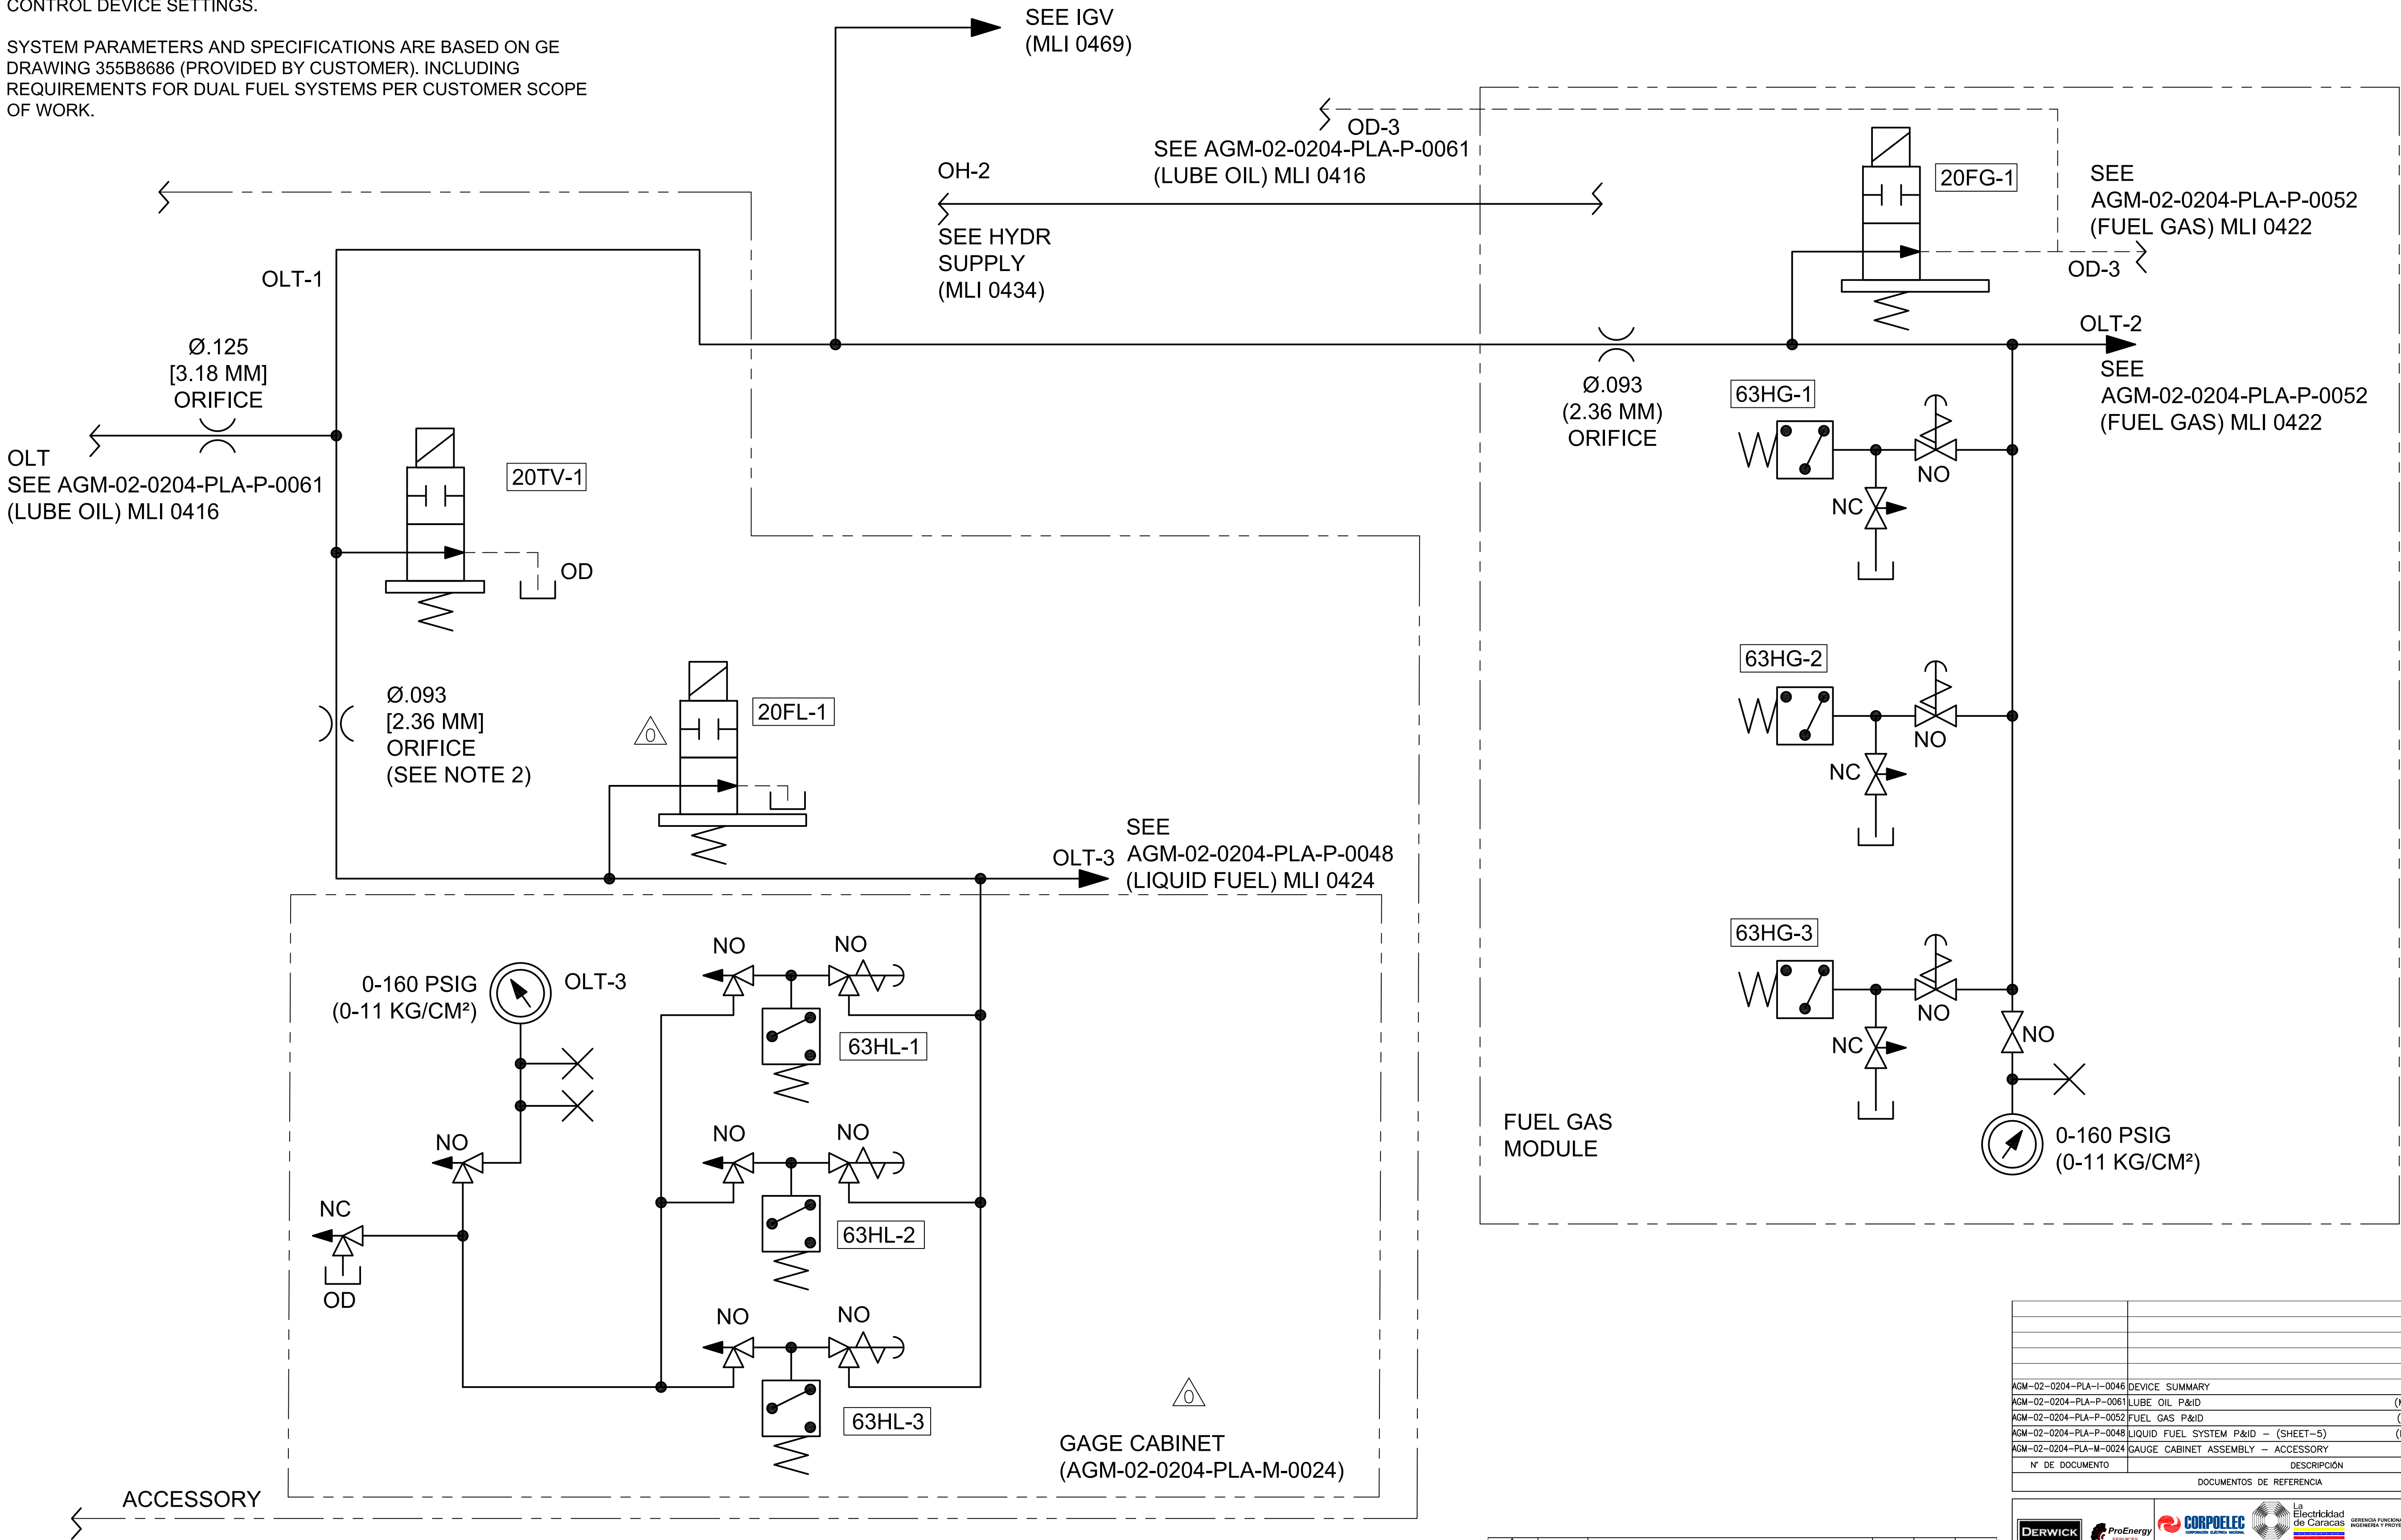 CONTROL DEVICE SETTINGS.
SYSTEM PARAMETERS AND SPECIFICATIONS ARE BASED ON GE
DRAWING 355B8686 (PROVIDED BY CUSTOMER). INCLUDING
REQUIREMENTS FOR DUAL FUEL SYSTEMS PER CUSTOMER SCOPE
OF WORK.
SEE IGV
(MLI 0469)
OD-3
SEE AGM-02-0204-PLA-P-0061
(LUBE OIL) MLI 0416
OH-2
SEE HYDR
SUPPLY
(MLI 0434)
20FG-1
SEE
AGM-02-0204-PLA-P-0052
(FUEL GAS) MLI 0422
OD-3
OLT-1
Ø.125
[3.18 MM]
ORIFICE
OLT
SEE AGM-02-0204-PLA-P-0061
(LUBE OIL) MLI 0416
20TV-1
OD
Ø.093
(2.36 MM)
ORIFICE
OLT-2
SEE
AGM-02-0204-PLA-P-0052
(FUEL GAS) MLI 0422
63HG-1
NO
NC
63HG-2
NO
NC
63HG-3
NO
NC
NO
0-160 PSIG
(0-11 KG/CM²)
FUEL GAS
MODULE
Ø.093
[2.36 MM]
ORIFICE
(SEE NOTE 2)
0
20FL-1
OLT-3
SEE
AGM-02-0204-PLA-P-0048
(LIQUID FUEL) MLI 0424
0-160 PSIG
(0-11 KG/CM²)
OLT-3
NO
NO
63HL-1
NO
NO
63HL-2
NO
NO
63HL-3
NO
NC
OD
0
GAGE CABINET
(AGM-02-0204-PLA-M-0024)
ACCESSORY
AGM-02-0204-PLA-I-0046 DEVICE SUMMARY
AGM-02-0204-PLA-P-0061 LUBE OIL P&ID
AGM-02-0204-PLA-P-0052 FUEL GAS P&ID
AGM-02-0204-PLA-P-0048 LIQUID FUEL SYSTEM P&ID - (SHEET-5)
AGM-02-0204-PLA-M-0024 GAUGE CABINET ASSEMBLY - ACCESSORY
N° DE DOCUMENTO DESCRIPCIÓN
DOCUMENTOS DE REFERENCIA
DERWICK
ProEnergy
SERVICES
CORPOELEC
CORPORACIÓN ELÉCTRICA NACIONAL
La
Electricidad
de Caracas